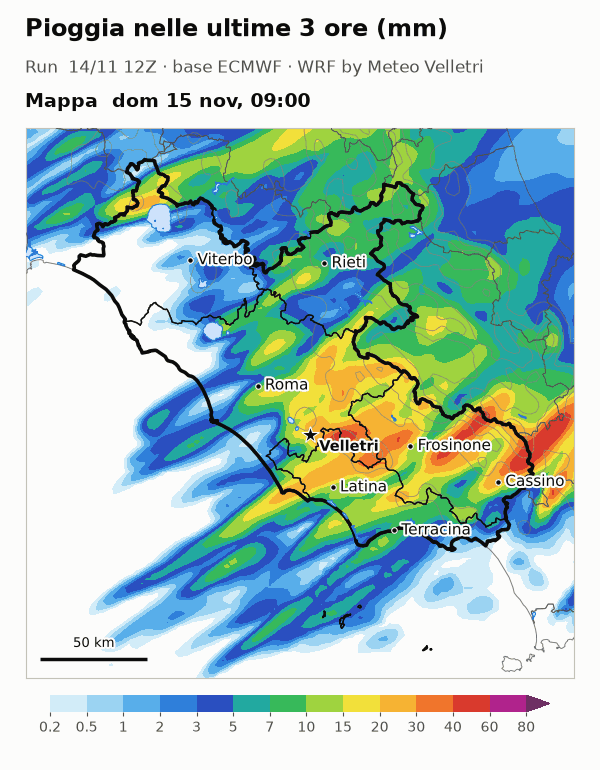 Pioggia nelle ultime 3 ore (mm)
Run  14/11 12Z · base ECMWF · WRF by Meteo Velletri
Mappa  dom 15 nov, 09:00
Viterbo
Rieti
Roma
Velletri
Frosinone
Latina
Cassino
Terracina
50 km
0.2 0.5 1 2 3 5 7 10 15 20 30 40 60 80